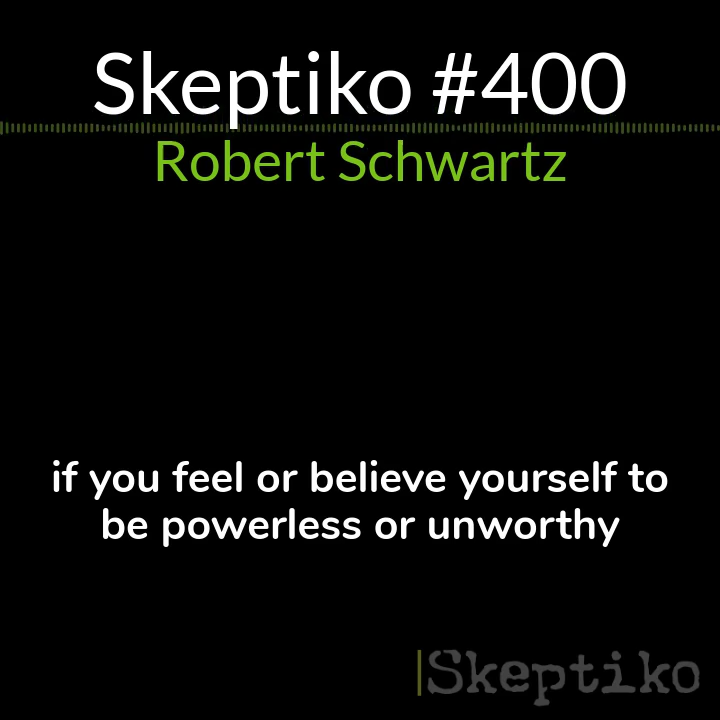 Skeptiko #400
Robert Schwartz
if you feel or believe yourself to
be powerless or unworthy
|Skeptiko